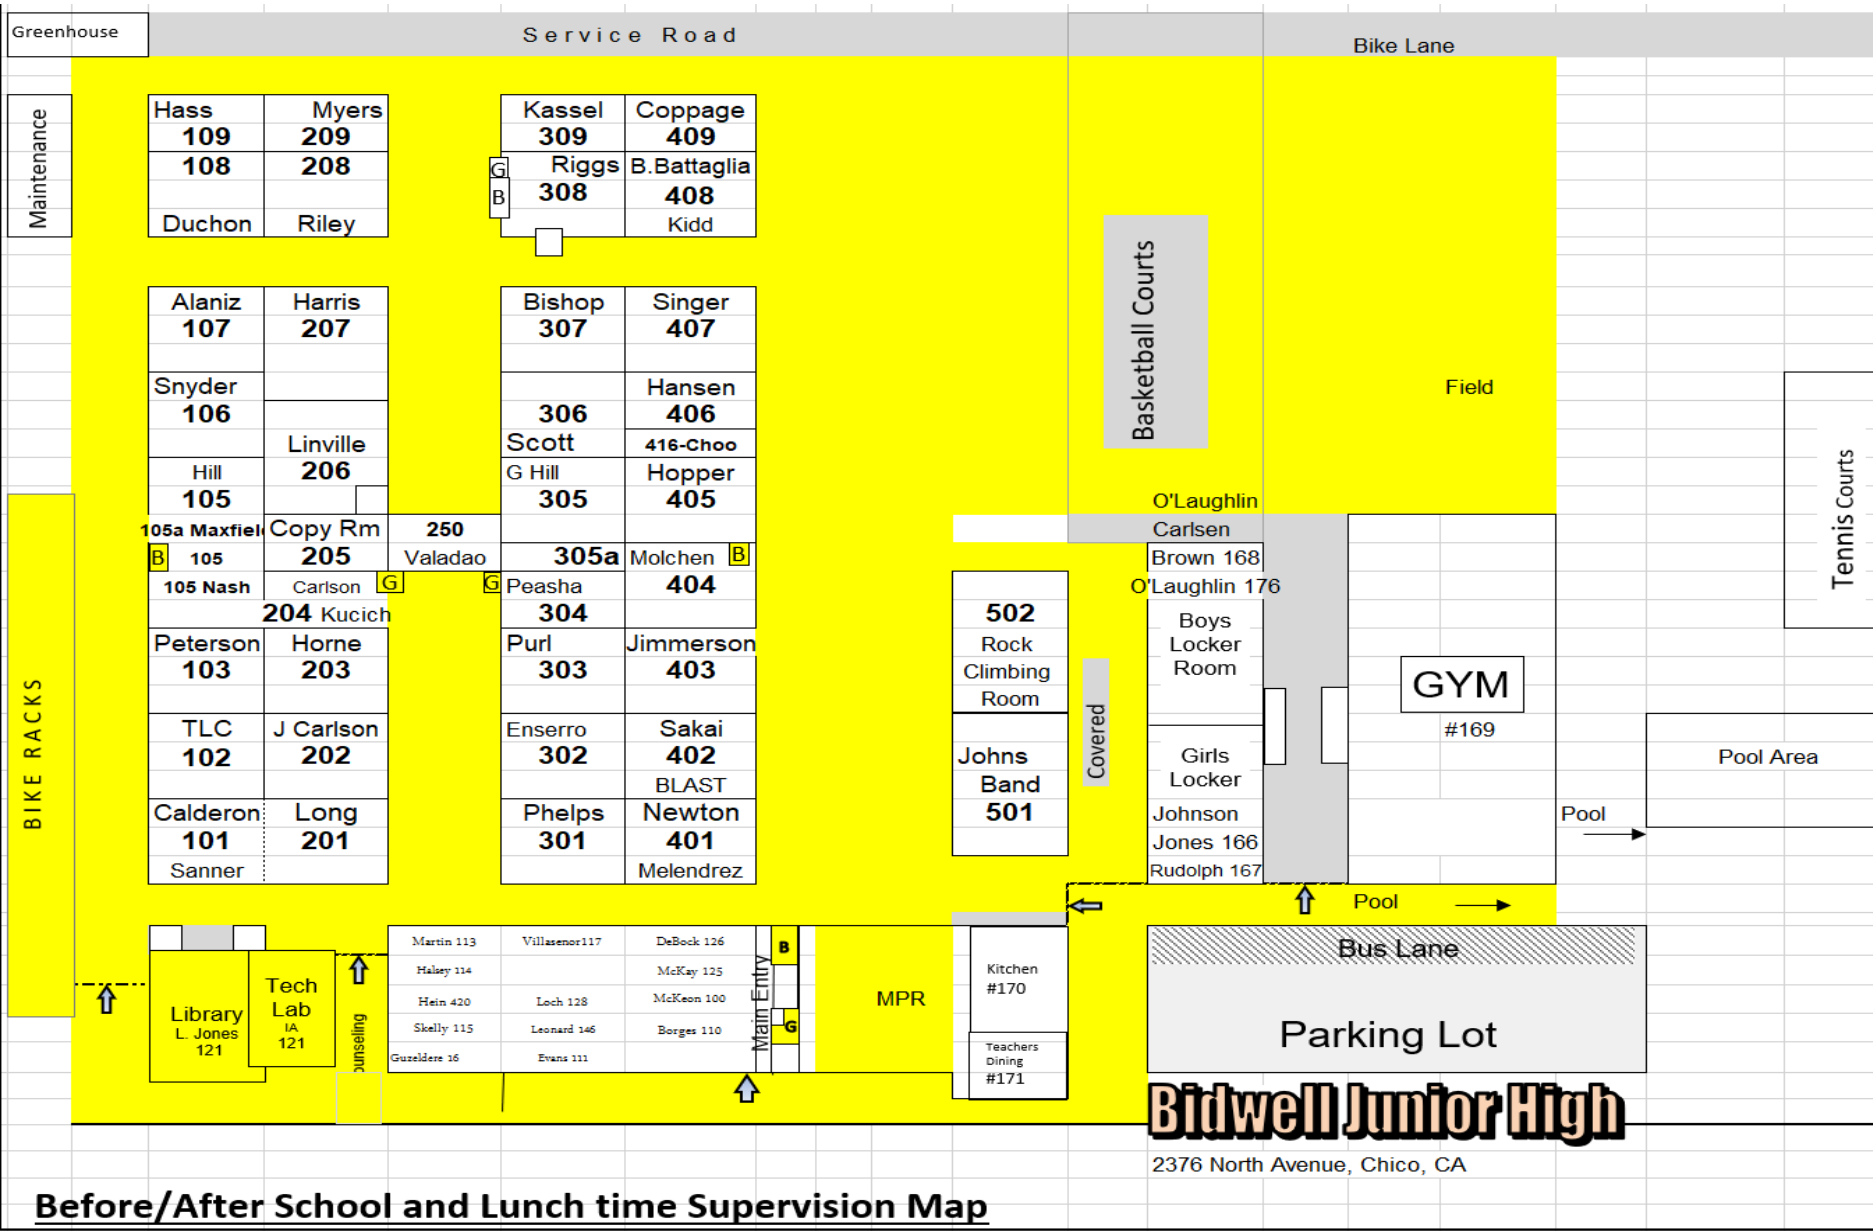 Greenhouse
Service Road
Bike Lane
Maintenance
Hass
109
Myers
209
108
Duchon
208
Riley
Kassel
309
Coppage
409
G
B
Riggs
308
B.Battaglia
408
Kidd
Alaniz
107
Harris
207
Bishop
307
Singer
407
Snyder
106
Linville
206
306
Scott
Hansen
406
416-Choo
Hill
105
G Hill
305
Hopper
405
105a Maxfiel
Copy Rm
205
250
Valadao
305a
Molchen
B
404
B
105
105 Nash
Carlson
G
G
Peasha
304
204 Kucich
Peterson
103
Horne
203
Purl
303
Jimmerson
403
TLC
102
J Carlson
202
Enserro
302
Sakai
402
BLAST
Calderon
101
Sanner
Long
201
Phelps
301
Newton
401
Melendrez
BIKE RACKS
Basketball Courts
Field
Tennis Courts
O'Laughlin
Carlsen
Brown 168
O'Laughlin 176
Boys
Locker
Room
Girls
Locker
Johnson
Jones 166
Rudolph 167
502
Rock
Climbing
Room
Johns
Band
501
Covered
GYM
#169
Pool Area
Pool
Pool
Library
L. Jones
121
Tech
Lab
IA
121
ounseling
Martin 113
Villasenor117
DeBock 126
Halsey 114
McKay 125
Hein 420
Loch 128
McKeon 100
Skelly 115
Leonard 146
Borges 110
Guzeldere 16
Evans 111
Main Entry
B
G
MPR
Kitchen
#170
Teachers
Dining
#171
Bus Lane
Parking Lot
Bidwell Junior High
2376 North Avenue, Chico, CA
Before/After School and Lunch time Supervision Map